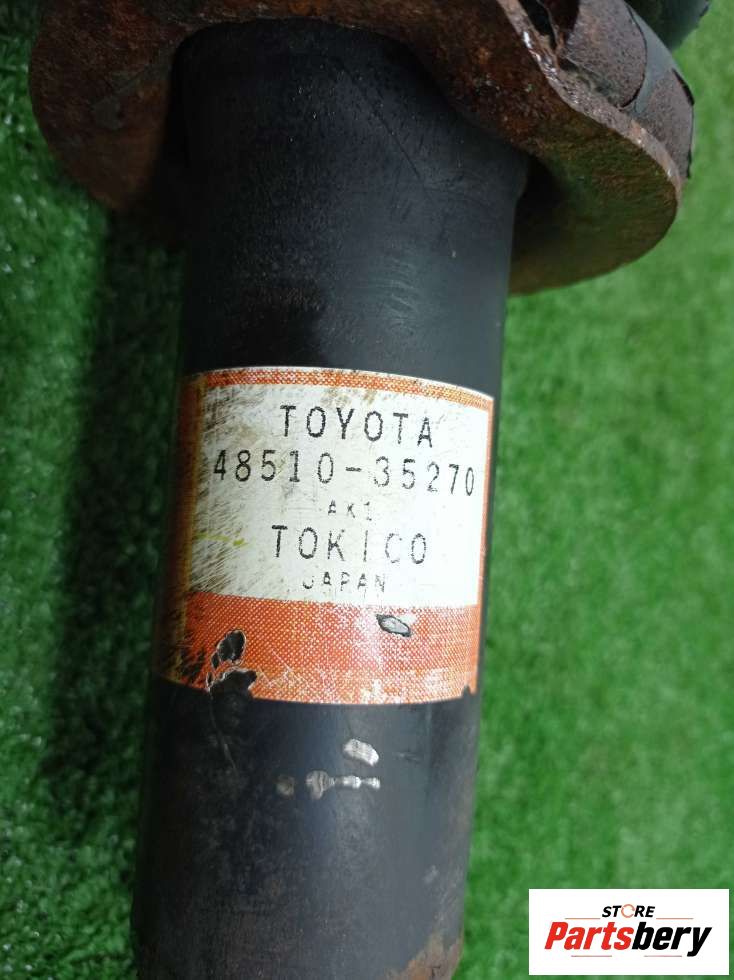 TOYOTA
48510-35270
AK1
TOKICO
JAPAN
STORE
Partsbery